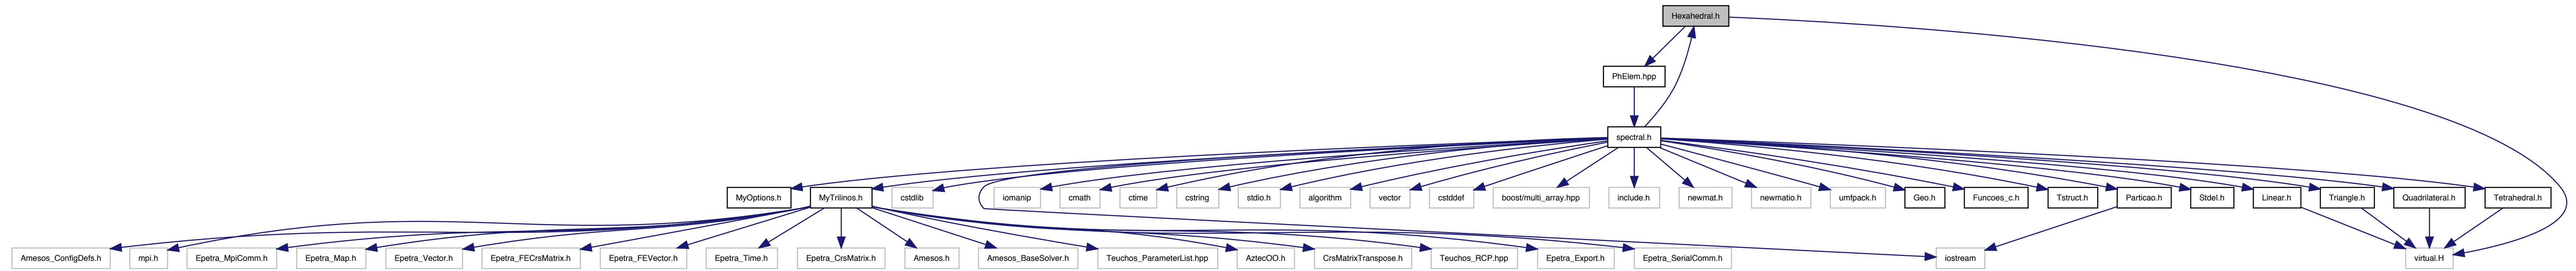 Hexahedral.h
PhElem.hpp
spectral.h
MyOptions.h
MyTrilinos.h
cstdlib
iomanip
cmath
ctime
cstring
stdio.h
algorithm
vector
cstddef
boost/multi_array.hpp
include.h
newmat.h
newmatio.h
umfpack.h
Geo.h
Funcoes_c.h
Tstruct.h
Particao.h
Stdel.h
Linear.h
Triangle.h
Quadrilateral.h
Tetrahedral.h
Amesos_ConfigDefs.h
mpi.h
Epetra_MpiComm.h
Epetra_Map.h
Epetra_Vector.h
Epetra_FECrsMatrix.h
Epetra_FEVector.h
Epetra_Time.h
Epetra_CrsMatrix.h
Amesos.h
Amesos_BaseSolver.h
Teuchos_ParameterList.hpp
AztecOO.h
CrsMatrixTranspose.h
Teuchos_RCP.hpp
Epetra_Export.h
Epetra_SerialComm.h
iostream
virtual.H